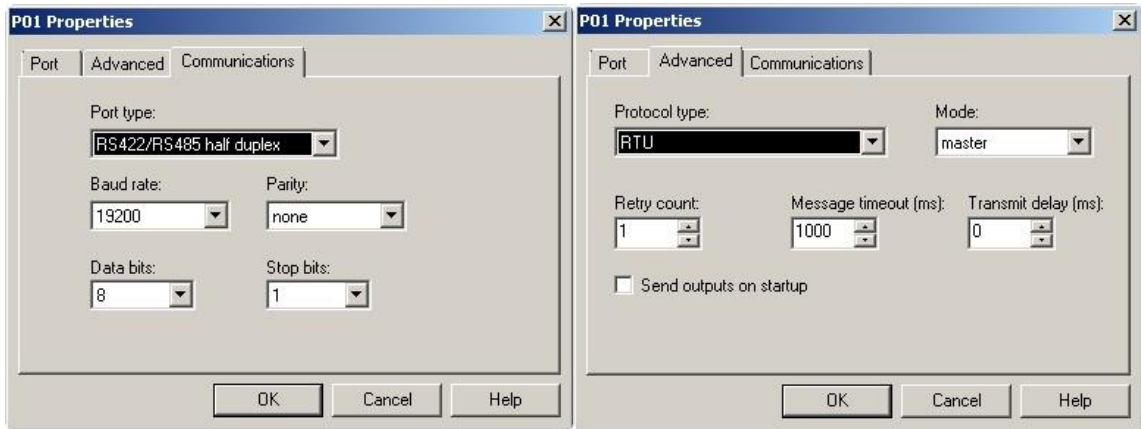 P01 Properties
Port Advanced Communications
Port type:
RS422/RS485 half duplex
Baud rate: Parity:
19200 none
Data bits: Stop bits:
8 1
OK Cancel Help
P01 Properties
Port Advanced Communications
Protocol type: Mode:
RTU master
Retry count: Message timeout (ms): Transmit delay (ms):
1 1000 0
Send outputs on startup
OK Cancel Help